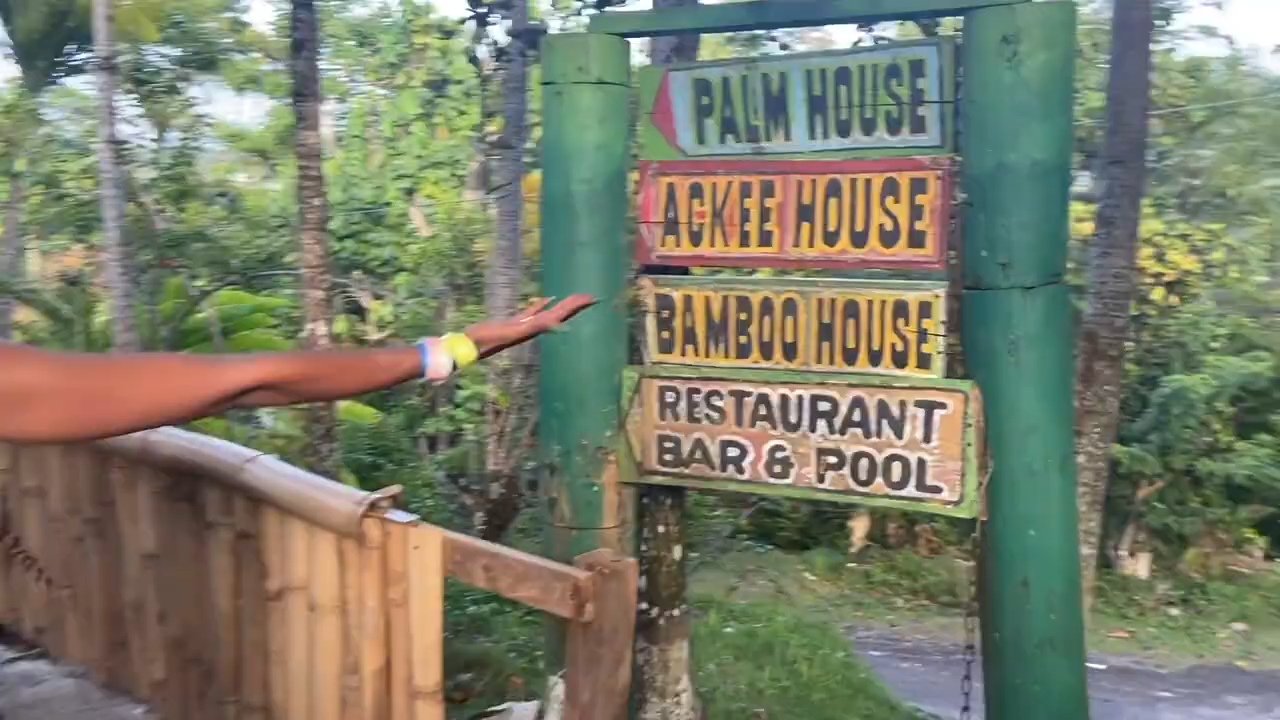 PALM HOUSE
ACKEE HOUSE
BAMBOO HOUSE
RESTAURANT
BAR & POOL